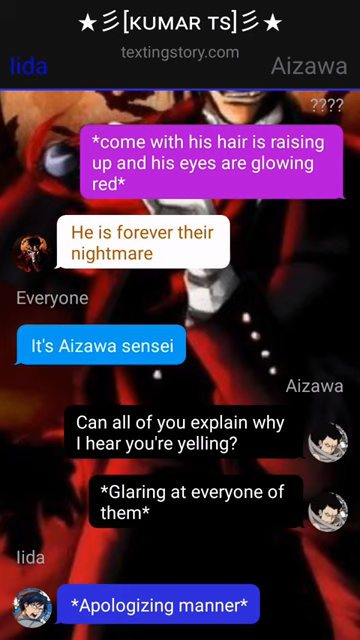 ★彡[ᴋᴜᴍᴀʀ ᴛs]彡★
textingstory.com
Iida
Aizawa
????
*come with his hair is raising
up and his eyes are glowing
red*
He is forever their
nightmare
Everyone
It's Aizawa sensei
Aizawa
Can all of you explain why
I hear you're yelling?
*Glaring at everyone of
them*
Iida
*Apologizing manner*